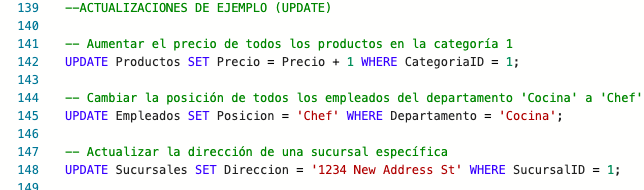 139 --ACTUALIZACIONES DE EJEMPLO (UPDATE)
140
141 -- Aumentar el precio de todos los productos en la categoría 1
142 UPDATE Productos SET Precio = Precio + 1 WHERE CategoriaID = 1;
143
144 -- Cambiar la posición de todos los empleados del departamento 'Cocina' a 'Chef'
145 UPDATE Empleados SET Posicion = 'Chef' WHERE Departamento = 'Cocina';
146
147 -- Actualizar la dirección de una sucursal específica
148 UPDATE Sucursales SET Direccion = '1234 New Address St' WHERE SucursalID = 1;
149